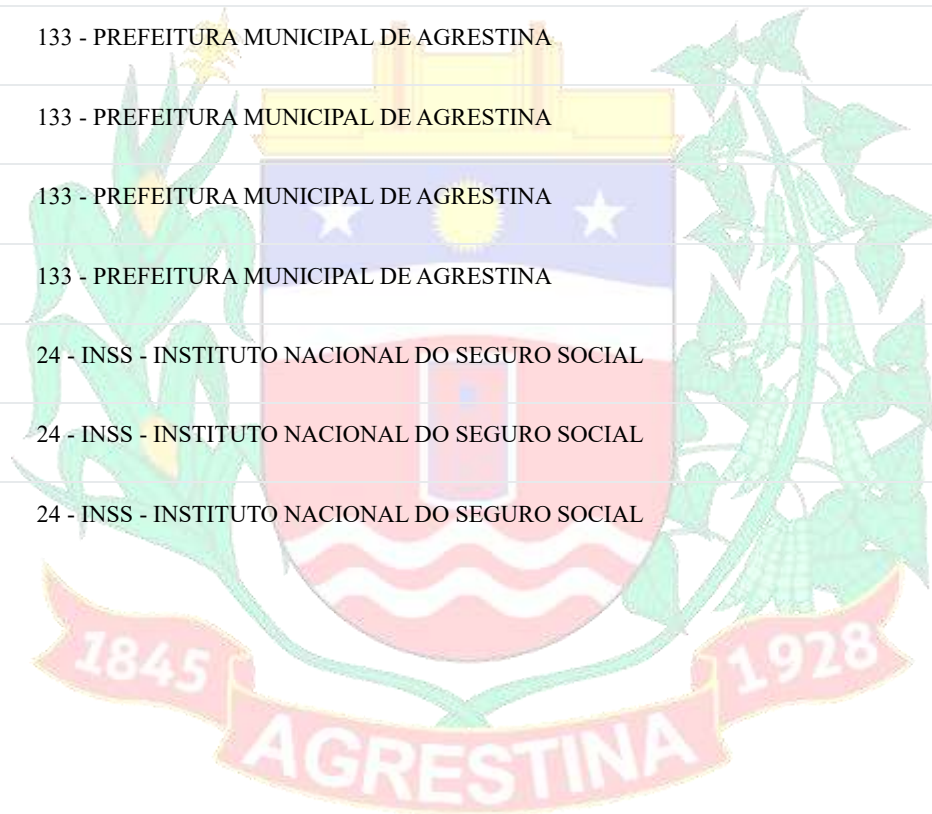 133 - PREFEITURA MUNICIPAL DE AGRESTINA
133 - PREFEITURA MUNICIPAL DE AGRESTINA
133 - PREFEITURA MUNICIPAL DE AGRESTINA
133 - PREFEITURA MUNICIPAL DE AGRESTINA
24 - INSS - INSTITUTO NACIONAL DO SEGURO SOCIAL
24 - INSS - INSTITUTO NACIONAL DO SEGURO SOCIAL
24 - INSS - INSTITUTO NACIONAL DO SEGURO SOCIAL
1845
1928
AGRESTINA